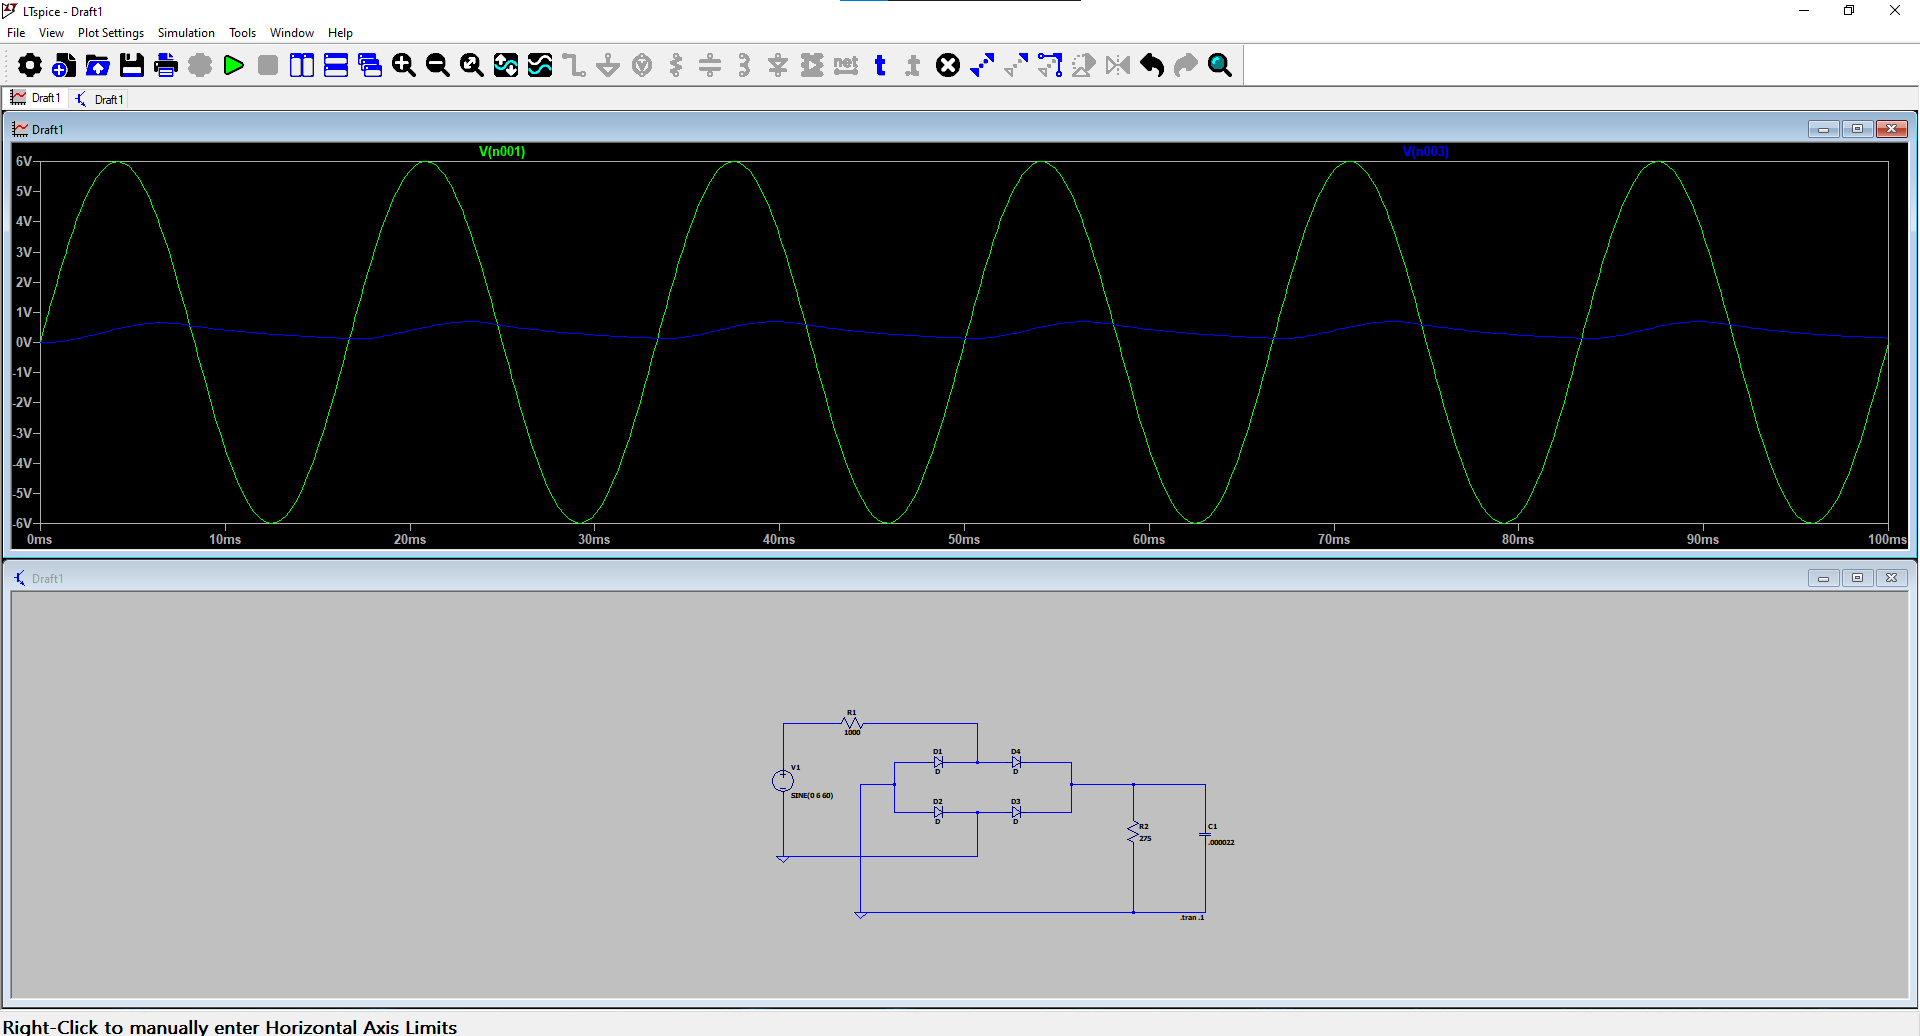 LTspice - Draft1
File View Plot Settings Simulation Tools Window Help
net
Draft1 Draft1
Draft1
V(n001) V(n003)
6V
5V
4V
3V
2V
1V
0V
-1V
-2V
-3V
-4V
-5V
-6V
0ms 10ms 20ms 30ms 40ms 50ms 60ms 70ms 80ms 90ms 100ms
Draft1
R1
1000
V1
SINE(0 6 60)
D1
D
D4
D
D2
D
D3
D
R2
275
C1
.000022
.tran .1
Right-Click to manually enter Horizontal Axis Limits